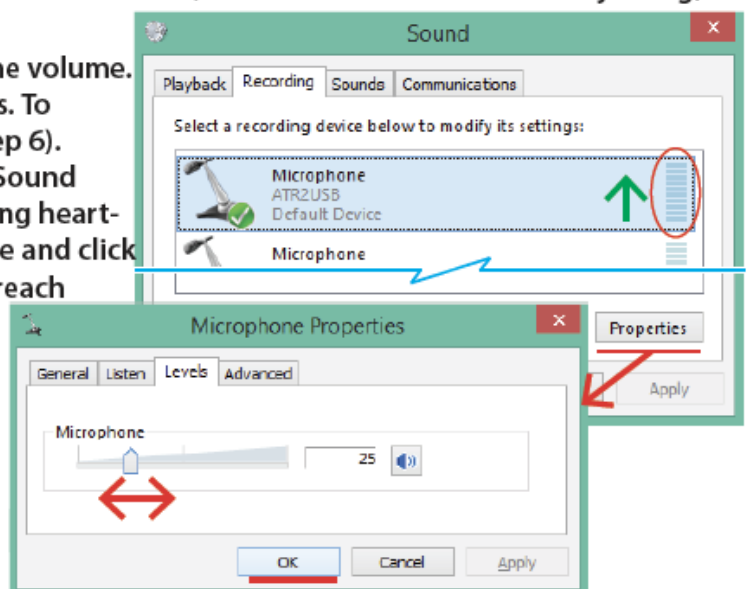 Sound
ne volume.
s. To
ep 6).
Sound
ng heart-
e and click
reach
Playback Recording Sounds Communications
Select a recording device below to modify its settings:
Microphone
ATR2USB
Default Device
Microphone
Properties
Apply
Microphone Properties
General Listen Levels Advanced
Microphone
25
OK Cancel Apply